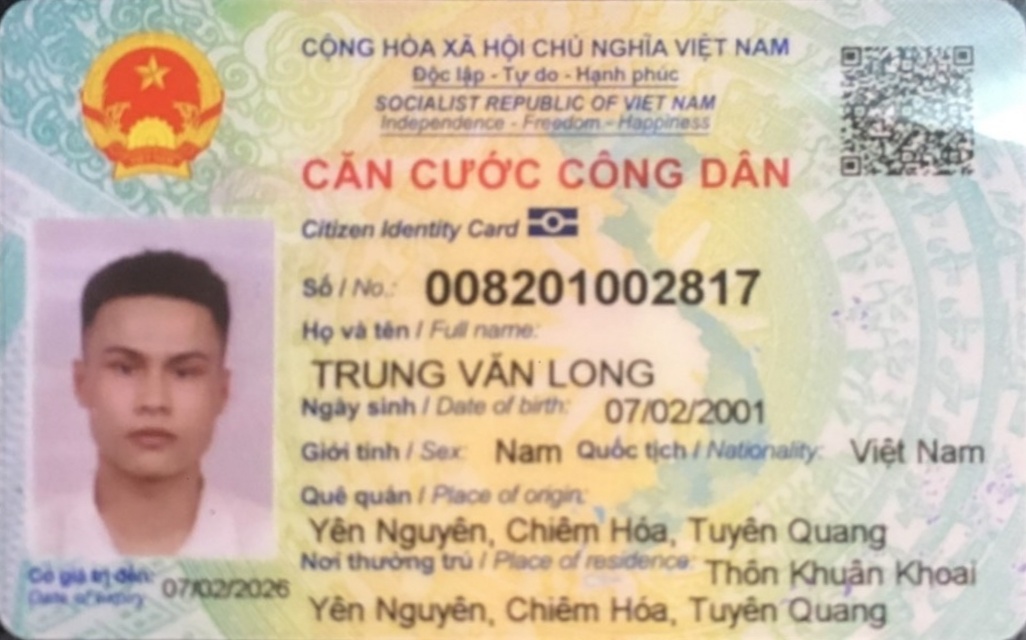 CỘNG HÒA XÃ HỘI CHỦ NGHĨA VIỆT NAM
Độc lập - Tự do - Hạnh phúc
SOCIALIST REPUBLIC OF VIET NAM
Independence - Freedom - Happiness
CĂN CƯỚC CÔNG DÂN
Citizen Identity Card
Số / No.: 008201002817
Họ và tên / Full name:
TRUNG VĂN LONG
Ngày sinh / Date of birth: 07/02/2001
Giới tính / Sex: Nam Quốc tịch / Nationality: Việt Nam
Quê quán / Place of origin:
Yên Nguyên, Chiêm Hóa, Tuyên Quang
Nơi thường trú / Place of residence: Thôn Khuân Khoai
Yên Nguyên, Chiêm Hóa, Tuyên Quang
Có giá trị đến: 07/02/2026
Date of expiry